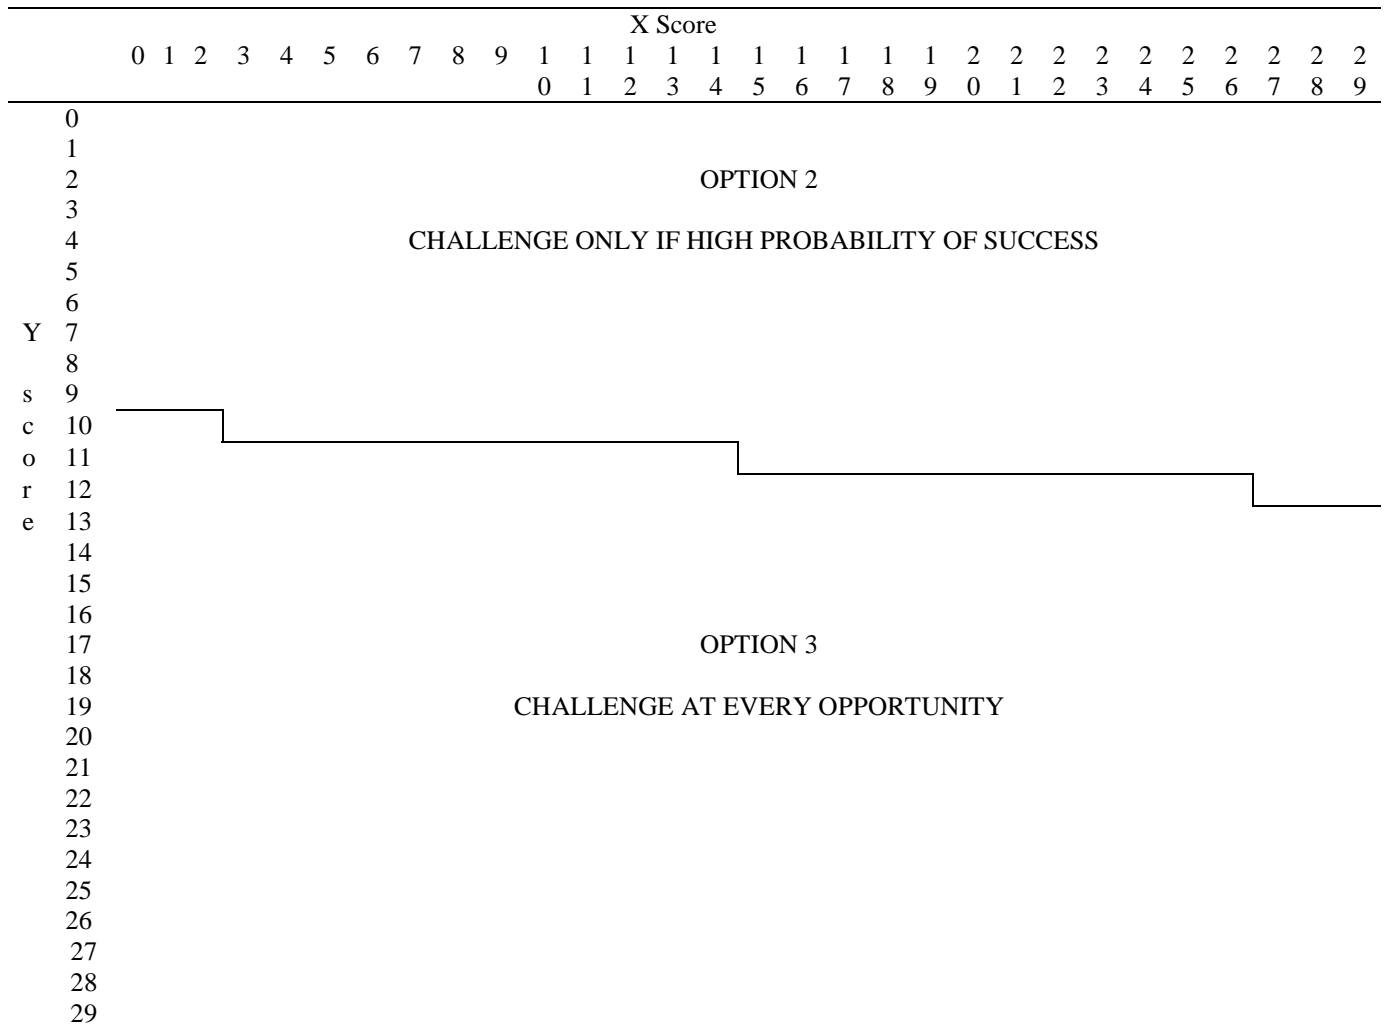 X Score
0 1 2 3 4 5 6 7 8 9 1 1 1 1 1 1 1 1 1 1 2 2 2 2 2 2 2 2 2 2
0 1 2 3 4 5 6 7 8 9 0 1 2 3 4 5 6 7 8 9
0
1
2 OPTION 2
3
4 CHALLENGE ONLY IF HIGH PROBABILITY OF SUCCESS
5
6
Y 7
8
s 9
c 10
o 11
r 12
e 13
14
15
16
17 OPTION 3
18
19 CHALLENGE AT EVERY OPPORTUNITY
20
21
22
23
24
25
26
27
28
29